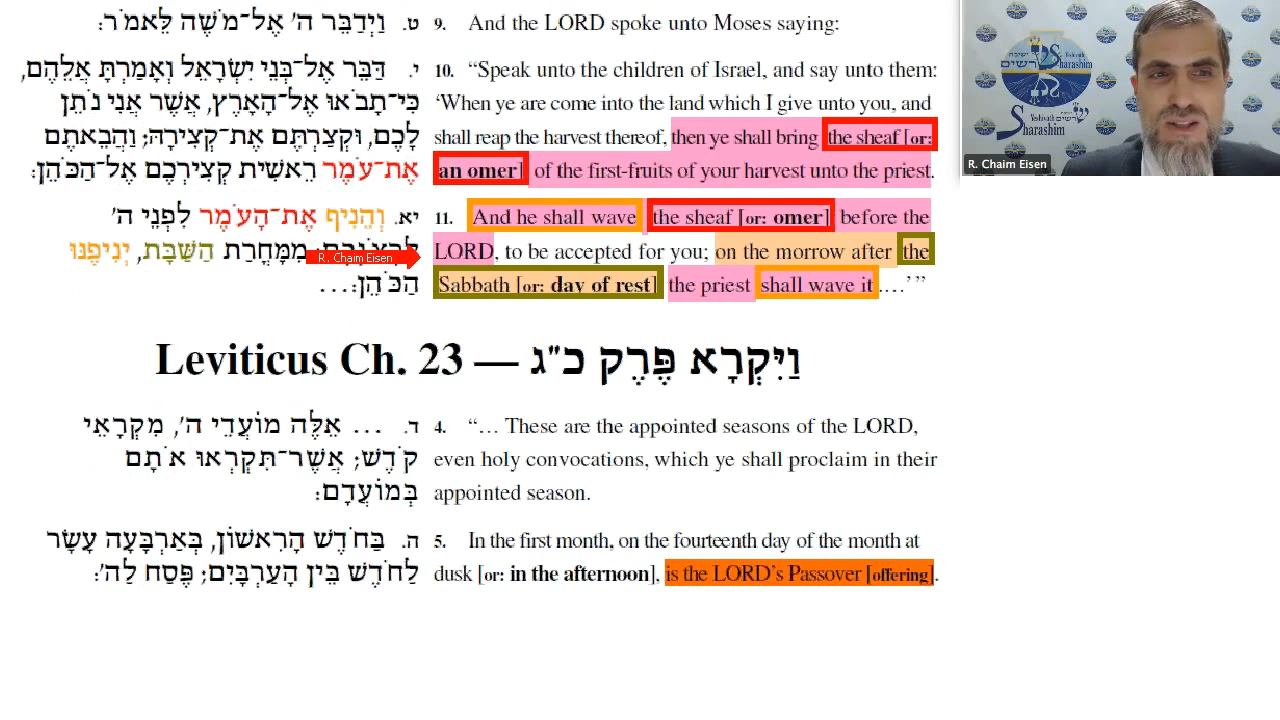 ט. וַיְדַבֵּר ה׳ אֶל־מֹשֶׁה לֵּאמֹר:
9. And the LORD spoke unto Moses saying:
י. דַּבֵּר אֶל־בְּנֵי יִשְׂרָאֵל וְאָמַרְתָּ אֲלֵהֶם,
כִּי־תָבֹאוּ אֶל־הָאָרֶץ, אֲשֶׁר אֲנִי נֹתֵן
לָכֶם, וּקְצַרְתֶּם אֶת־קְצִירָהּ; וַהֲבֵאתֶם
אֶת־עֹמֶר רֵאשִׁית קְצִירְכֶם אֶל־הַכֹּהֵן:
10. “Speak unto the children of Israel, and say unto them:
‘When ye are come into the land which I give unto you, and
shall reap the harvest thereof, then ye shall bring the sheaf [or:
an omer] of the first-fruits of your harvest unto the priest.
יא. וְהֵנִיף אֶת־הָעֹמֶר לִפְנֵי ה׳
מִמָּחֳרַת הַשַּׁבָּת, יְנִיפֶנּוּ
הַכֹּהֵן:...
R. Chaim Eisen
11. And he shall wave the sheaf [or: omer] before the
LORD, to be accepted for you; on the morrow after the
Sabbath [or: day of rest] the priest shall wave it ....’”
Leviticus Ch. 23 — וַיִּקְרָא פֶּרֶק כ״ג
ד. ... אֵלֶּה מוֹעֲדֵי ה׳, מִקְרָאֵי
קֹדֶשׁ; אֲשֶׁר־תִּקְרְאוּ אֹתָם
בְּמוֹעֲדָם:
4. “... These are the appointed seasons of the LORD,
even holy convocations, which ye shall proclaim in their
appointed season.
ה. בַּחֹדֶשׁ הָרִאשׁוֹן, בְּאַרְבָּעָה עָשָׂר
לַחֹדֶשׁ בֵּין הָעַרְבָּיִם; פֶּסַח לַה׳:
5. In the first month, on the fourteenth day of the month at
dusk [or: in the afternoon], is the LORD’s Passover [offering].
Yeshivath
Sharashim
ישיבת
שרשים
Yeshivath
Sharashim
R. Chaim Eisen